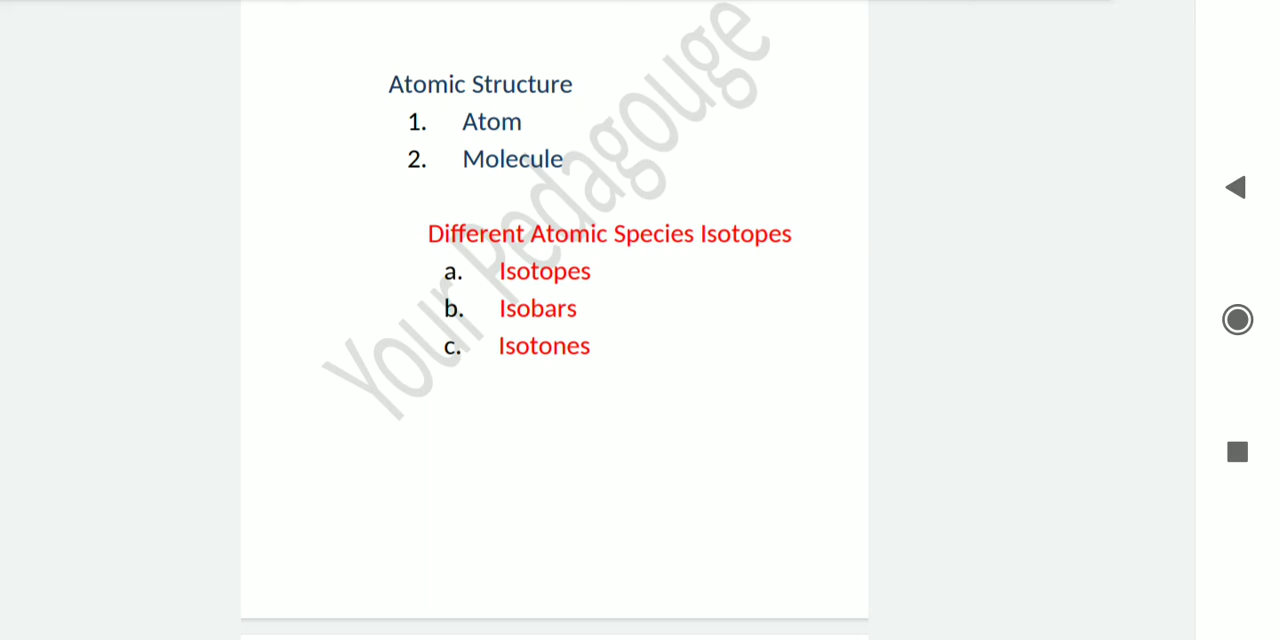 Atomic Structure
1. Atom
2. Molecule
Different Atomic Species Isotopes
a. Isotopes
b. Isobars
c. Isotones
Your Pedagouge